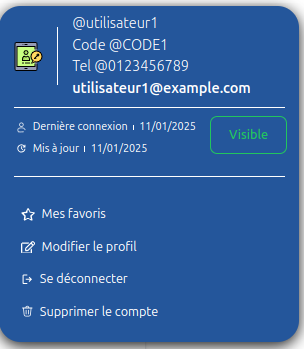 @utilisateur1
Code @CODE1
Tel @0123456789
utilisateur1@example.com
Dernière connexion | 11/01/2025
Mis à jour | 11/01/2025
Visible
Mes favoris
Modifier le profil
Se déconnecter
Supprimer le compte